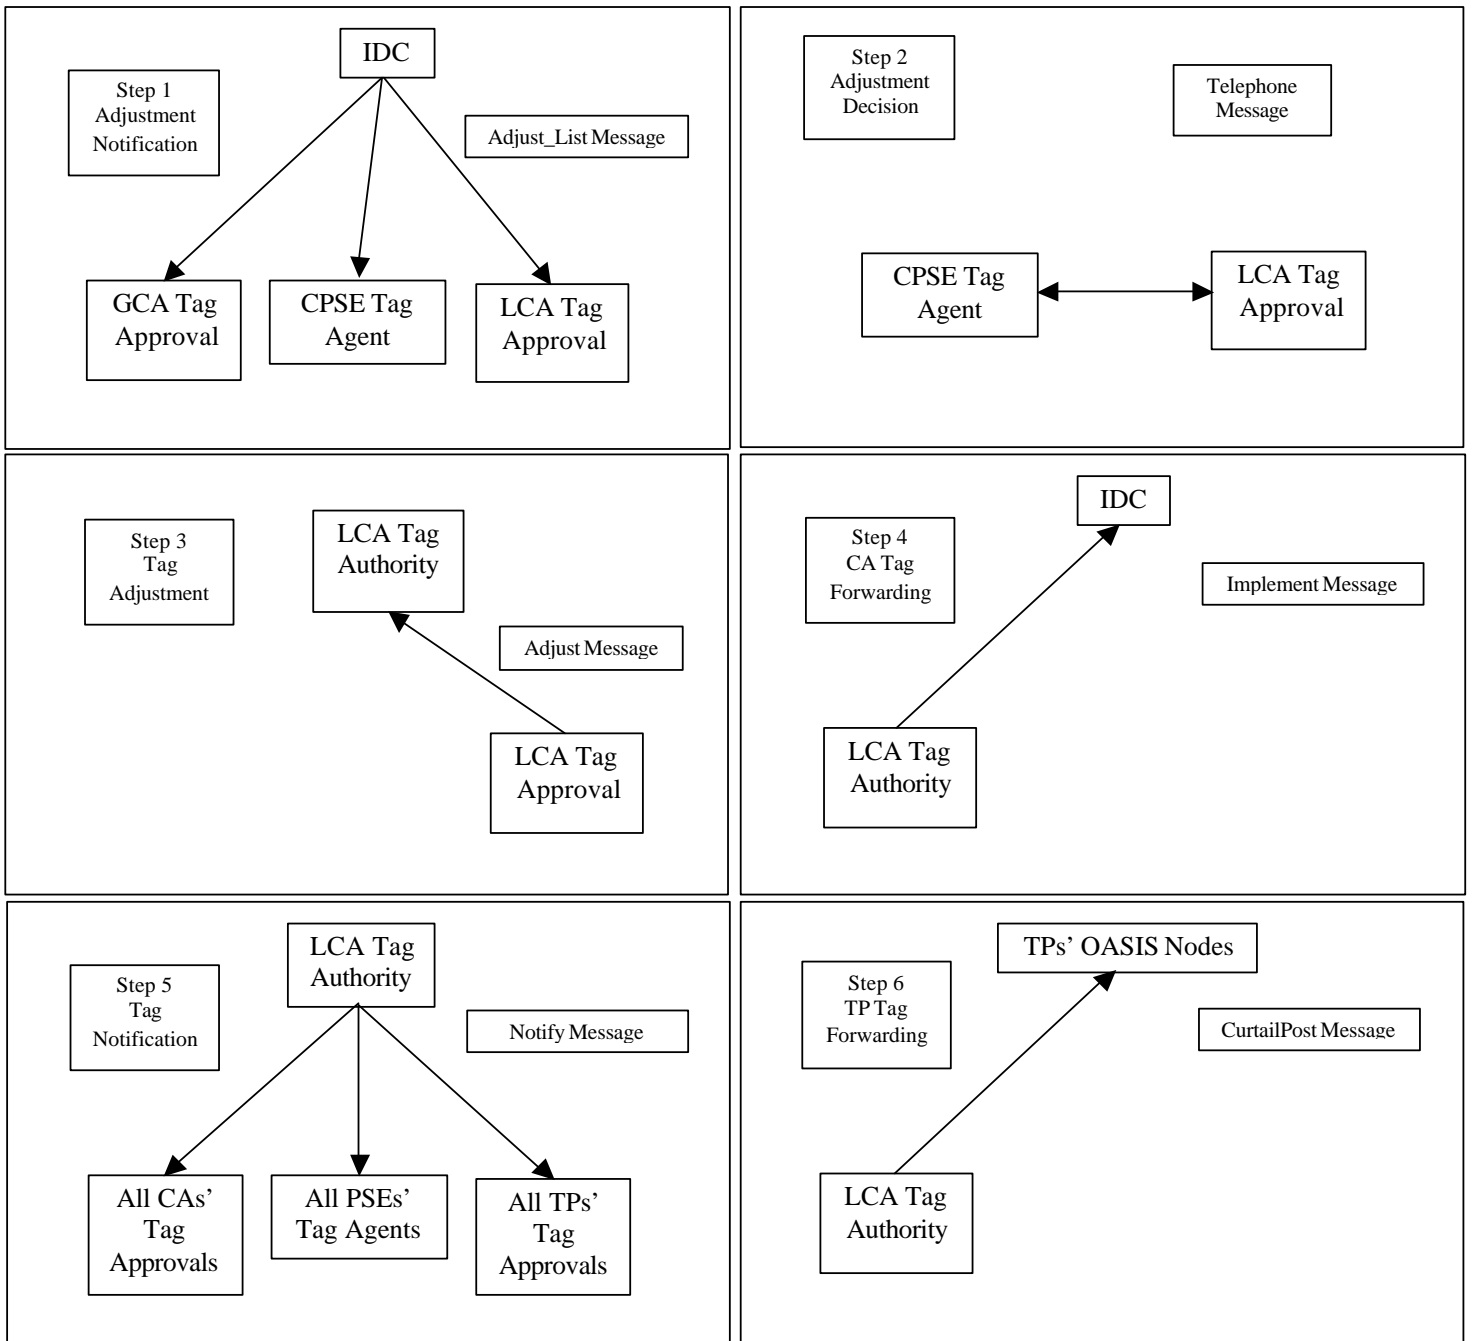 IDC
Step 1
Adjustment
Notification
Adjust_List Message
GCA Tag
Approval
CPSE Tag
Agent
LCA Tag
Approval
Step 2
Adjustment
Decision
Telephone
Message
CPSE Tag
Agent
LCA Tag
Approval
Step 3
Tag
Adjustment
LCA Tag
Authority
Adjust Message
LCA Tag
Approval
IDC
Step 4
CA Tag
Forwarding
Implement Message
LCA Tag
Authority
LCA Tag
Authority
Step 5
Tag
Notification
Notify Message
All CAs’
Tag
Approvals
All PSEs’
Tag Agents
All TPs’
Tag
Approvals
TPs’ OASIS Nodes
Step 6
TP Tag
Forwarding
CurtailPost Message
LCA Tag
Authority